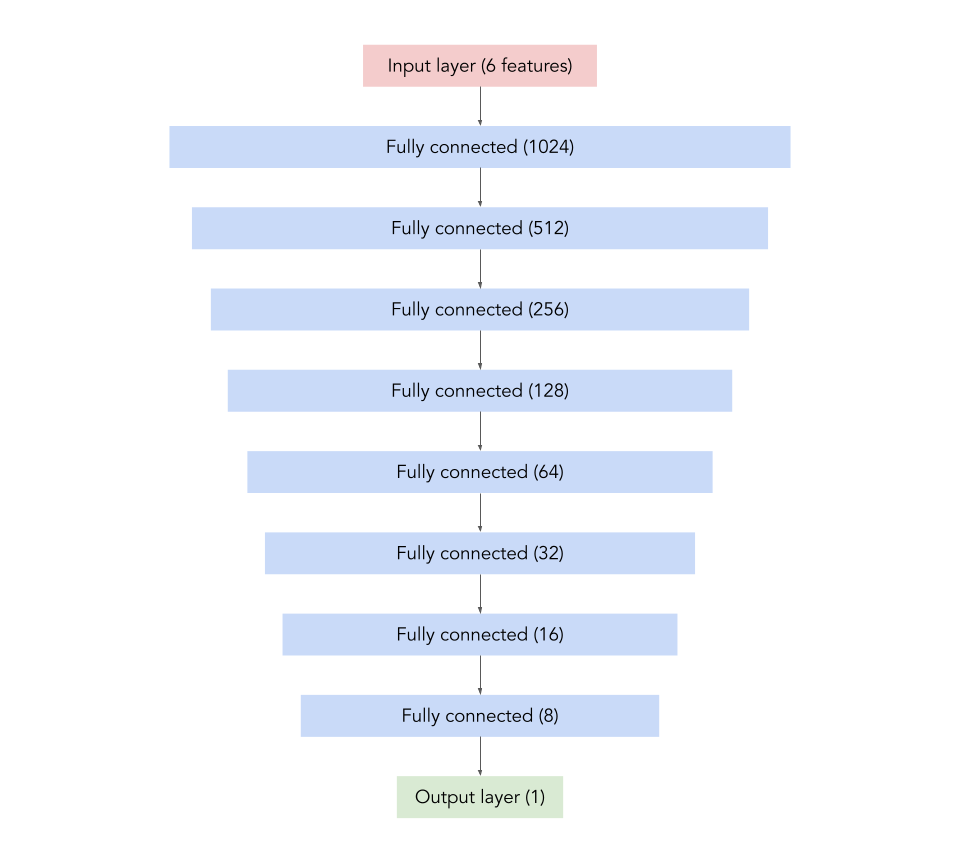 Input layer (6 features)
Fully connected (1024)
Fully connected (512)
Fully connected (256)
Fully connected (128)
Fully connected (64)
Fully connected (32)
Fully connected (16)
Fully connected (8)
Output layer (1)